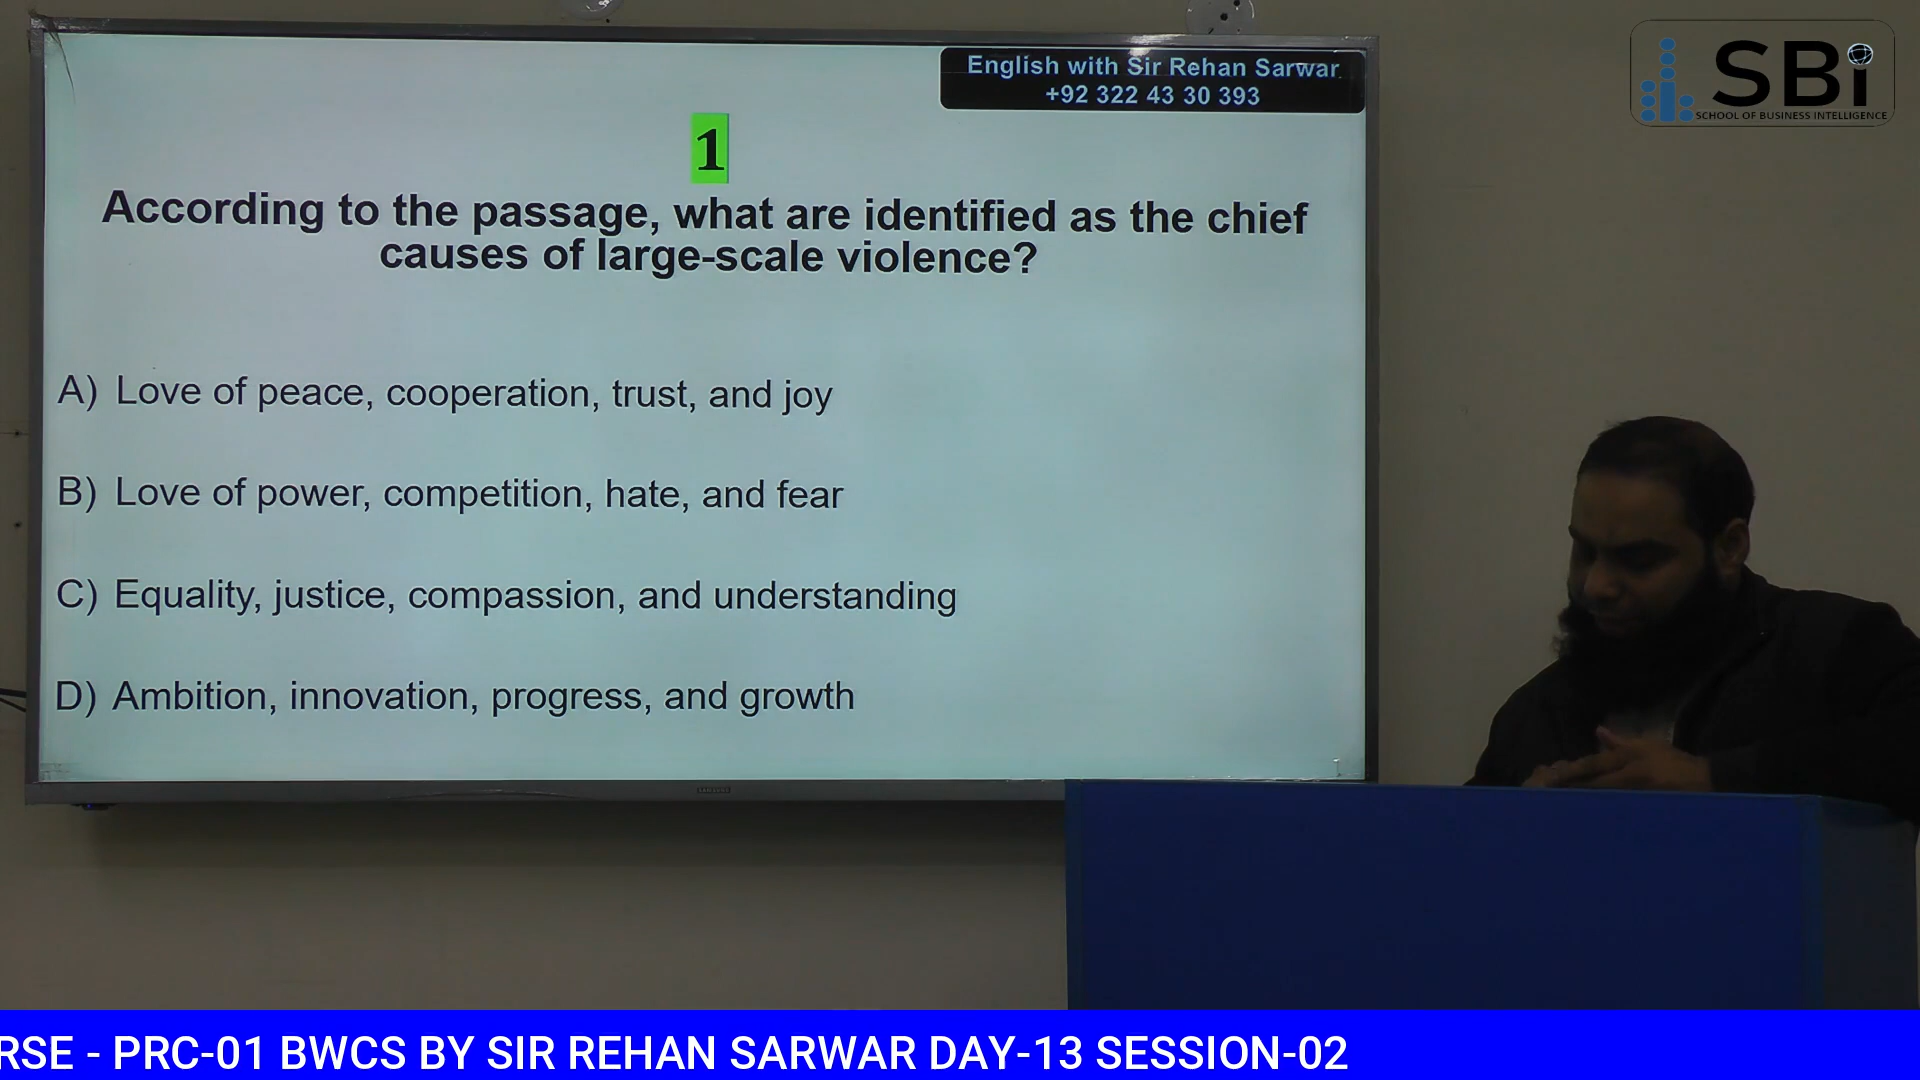 English with Sir Rehan Sarwar
+92 322 43 30 393
SBi
SCHOOL OF BUSINESS INTELLIGENCE
1
According to the passage, what are identified as the chief
causes of large-scale violence?
A) Love of peace, cooperation, trust, and joy
B) Love of power, competition, hate, and fear
C) Equality, justice, compassion, and understanding
D) Ambition, innovation, progress, and growth
1
SAMSUNG
RSE - PRC-01 BWCS BY SIR REHAN SARWAR DAY-13 SESSION-02